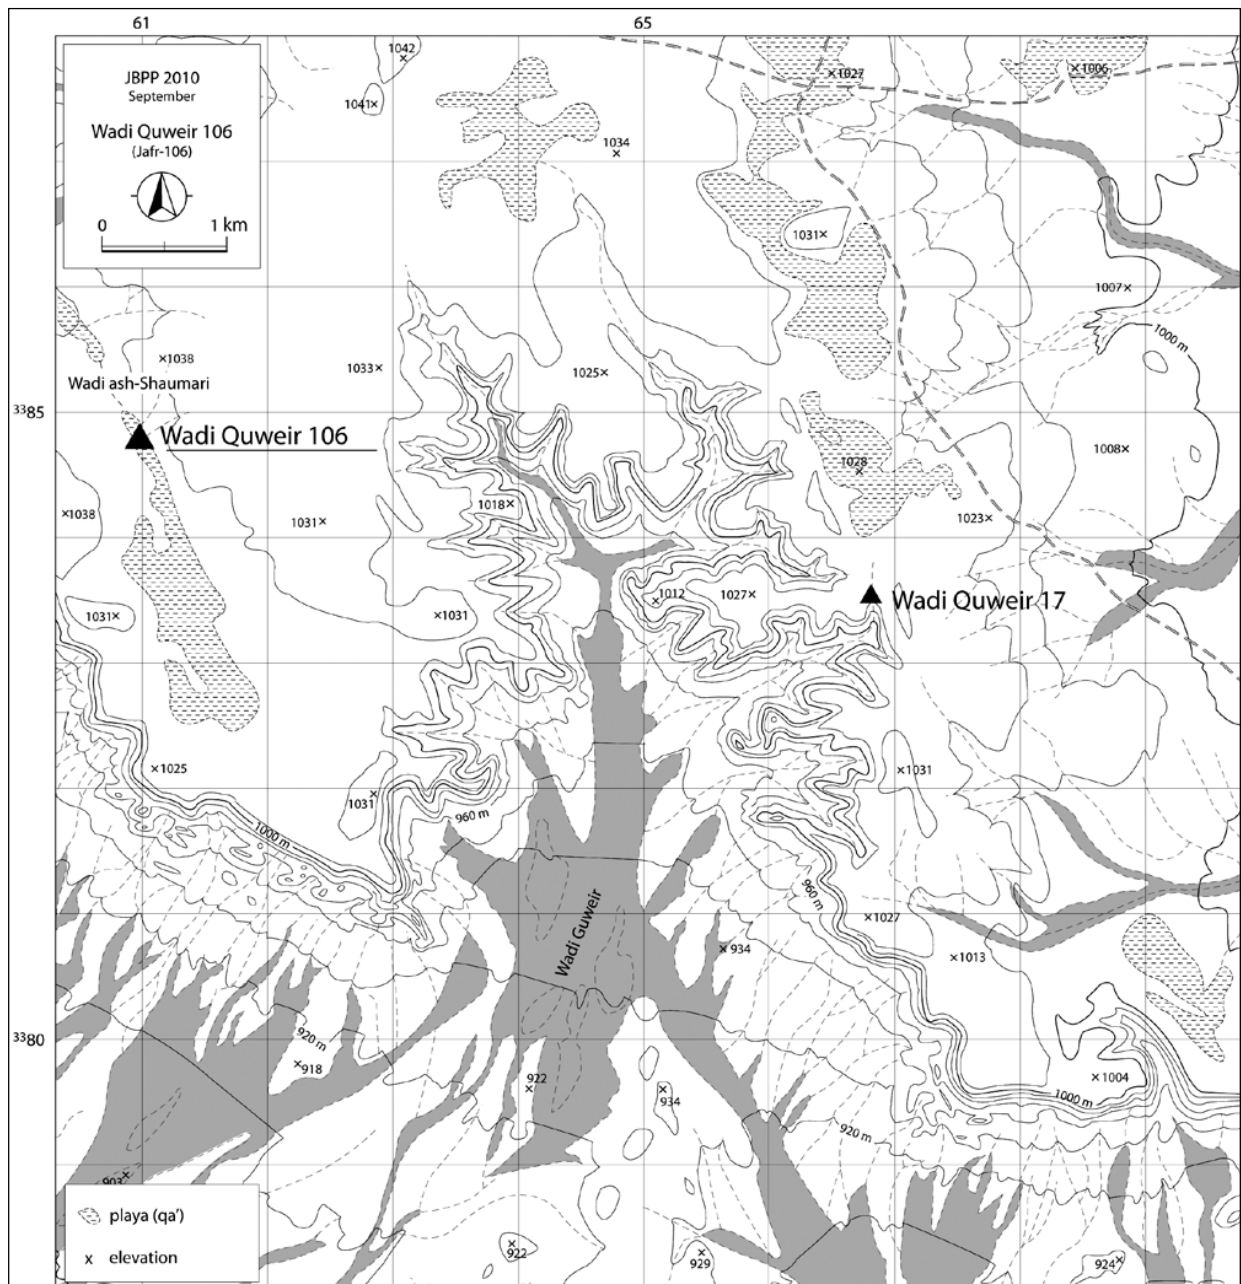 61
65
JBPP 2010
September
Wadi Quweir 106
(Jafr-106)
0
1 km
1042
1041
1034
1027
1006
1031
1007
1000 m
1038
Wadi ash-Shaumari
1033
1025
3385
Wadi Quweir 106
1028
1008
1018
1038
1031
1023
1012
1027
Wadi Quweir 17
1031
1031
1025
1031
1031
1000 m
960 m
960 m
Wadi Guweir
1027
934
1013
3380
920 m
918
922
934
1004
1000 m
920 m
903
playa (qa')
elevation
922
929
924